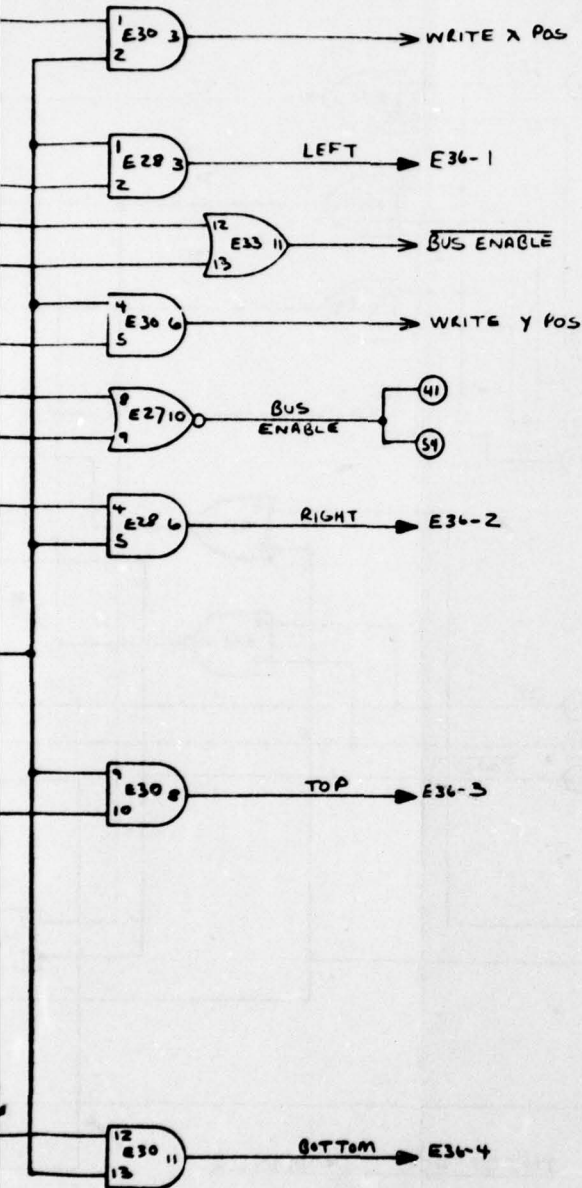 1 E30 3 WRITE X POS
2
1 LEFT E36-1
E28 3
2
12 E33 11 BUS ENABLE
13
4 E30 6 WRITE Y POS
5
8 E27 10 BUS ENABLE 41
9 59
4 E28 6 RIGHT E36-2
5
9 E30 8 TOP E36-3
10
12 E30 11 BOTTOM E36-4
13